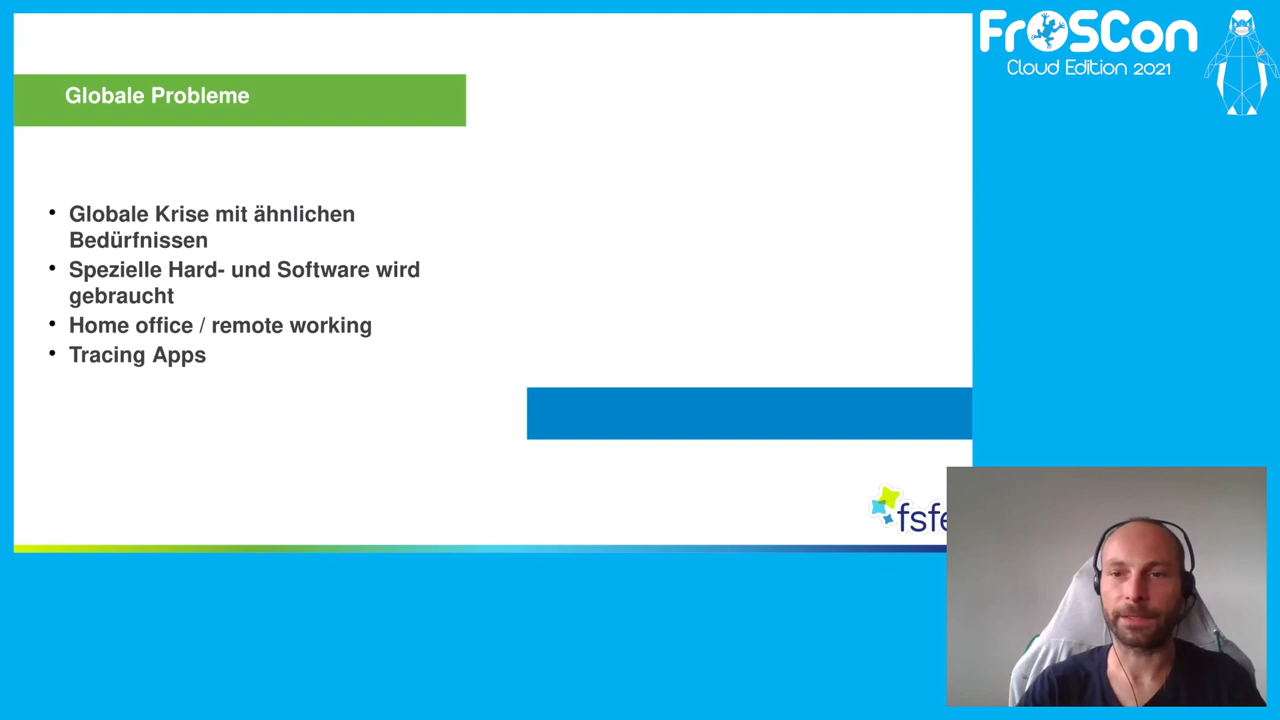 FrOSCon
Cloud Edition 2021
Globale Probleme
• Globale Krise mit ähnlichen
Bedürfnissen
• Spezielle Hard- und Software wird
gebraucht
• Home office / remote working
• Tracing Apps
fsfe